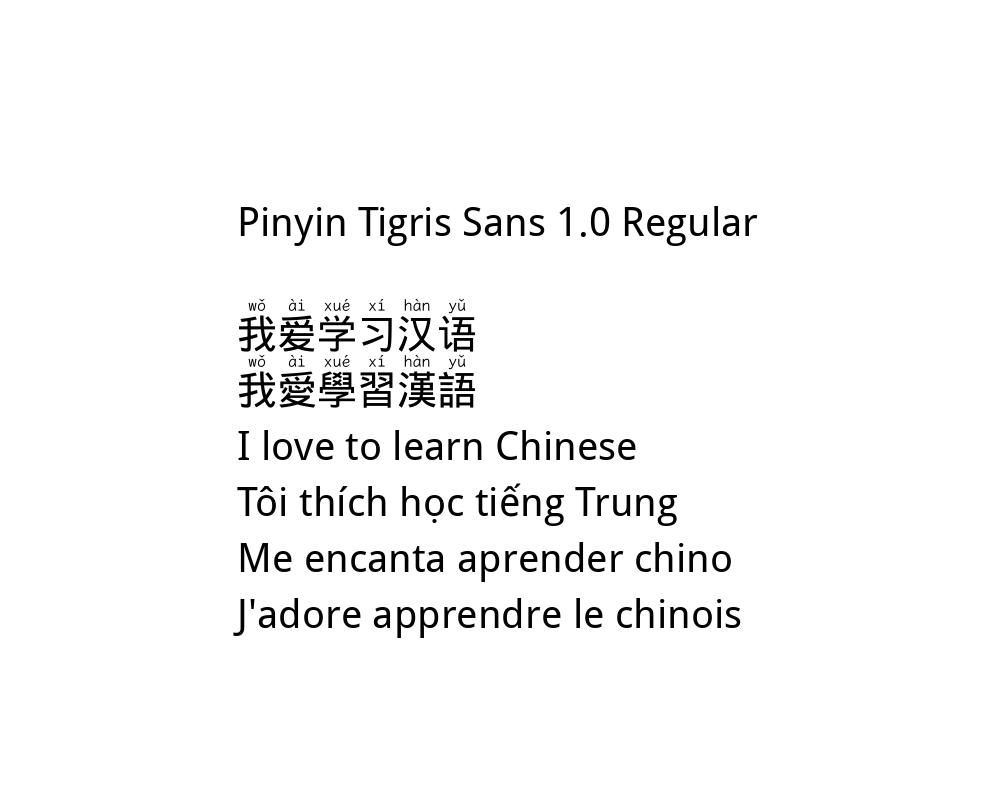 Pinyin Tigris Sans 1.0 Regular
wǒ ài xué xí hàn yǔ
我爱学习汉语
wǒ ài xué xí hàn yǔ
我愛學習漢語
I love to learn Chinese
Tôi thích học tiếng Trung
Me encanta aprender chino
J'adore apprendre le chinois